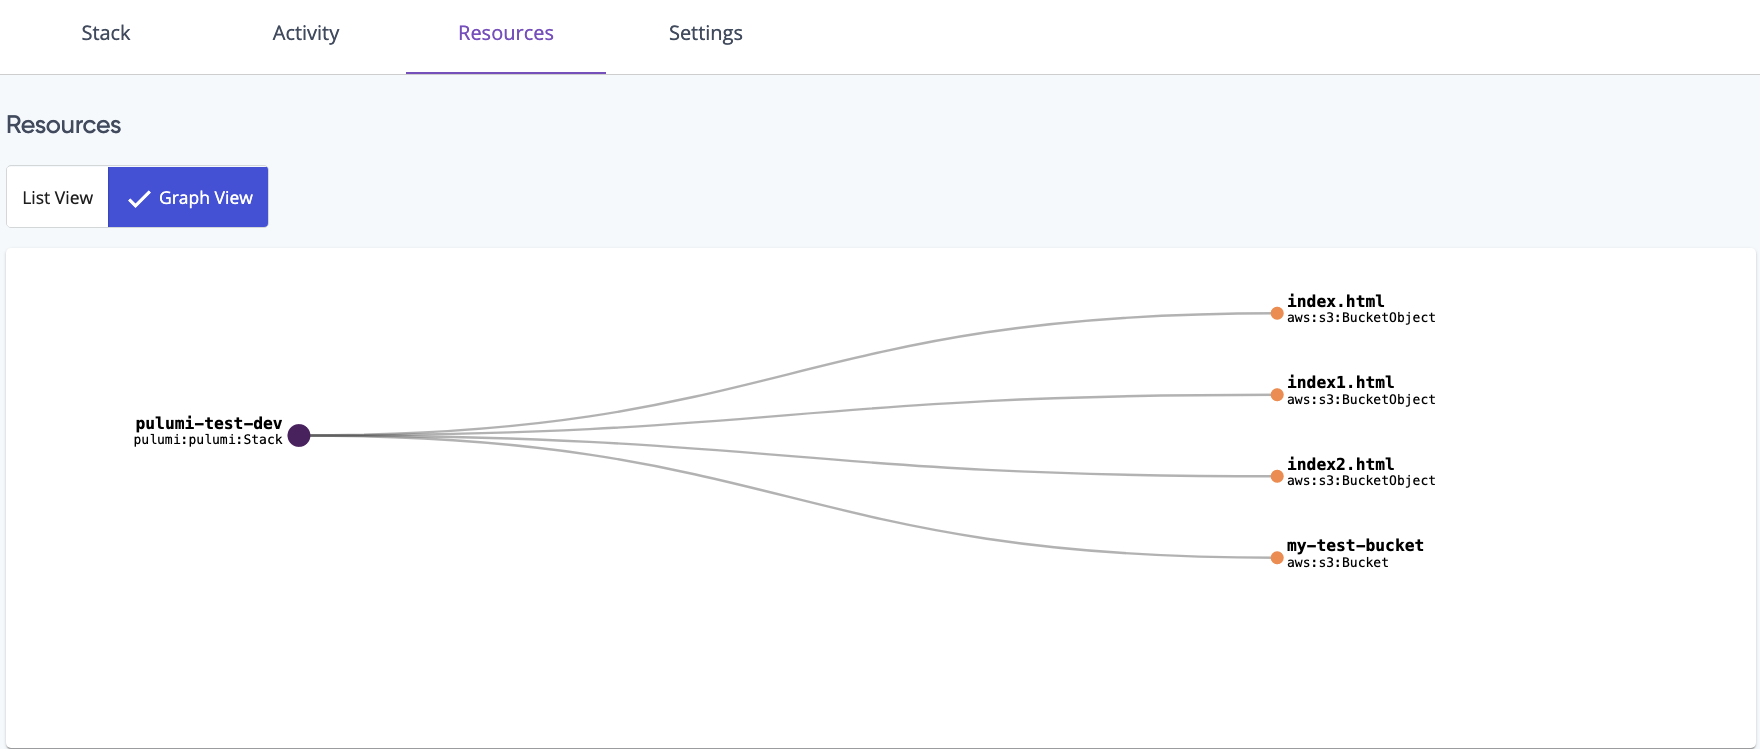 Stack
Activity
Resources
Settings
Resources
List View
Graph View
index.html
aws:s3:BucketObject
index1.html
aws:s3:BucketObject
pulumi-test-dev
pulumi:pulumi:Stack
index2.html
aws:s3:BucketObject
my-test-bucket
aws:s3:Bucket